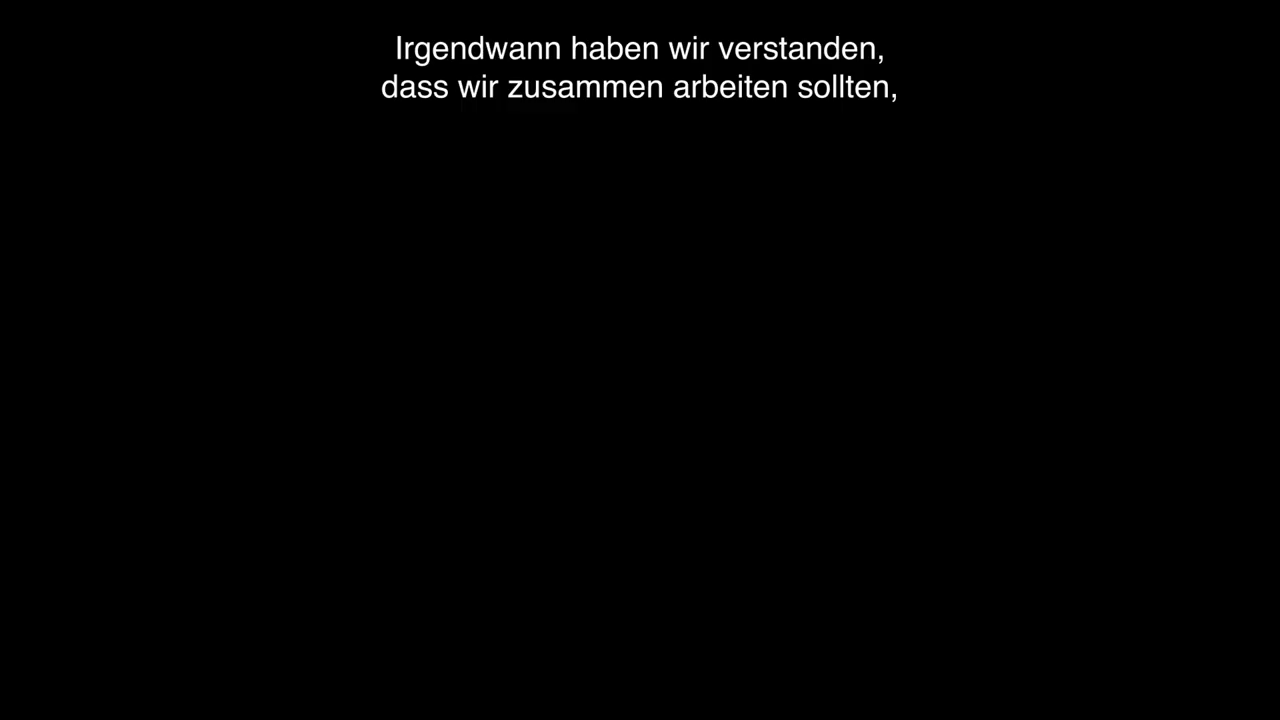 Irgendwann haben wir verstanden,
dass wir zusammen arbeiten sollten,